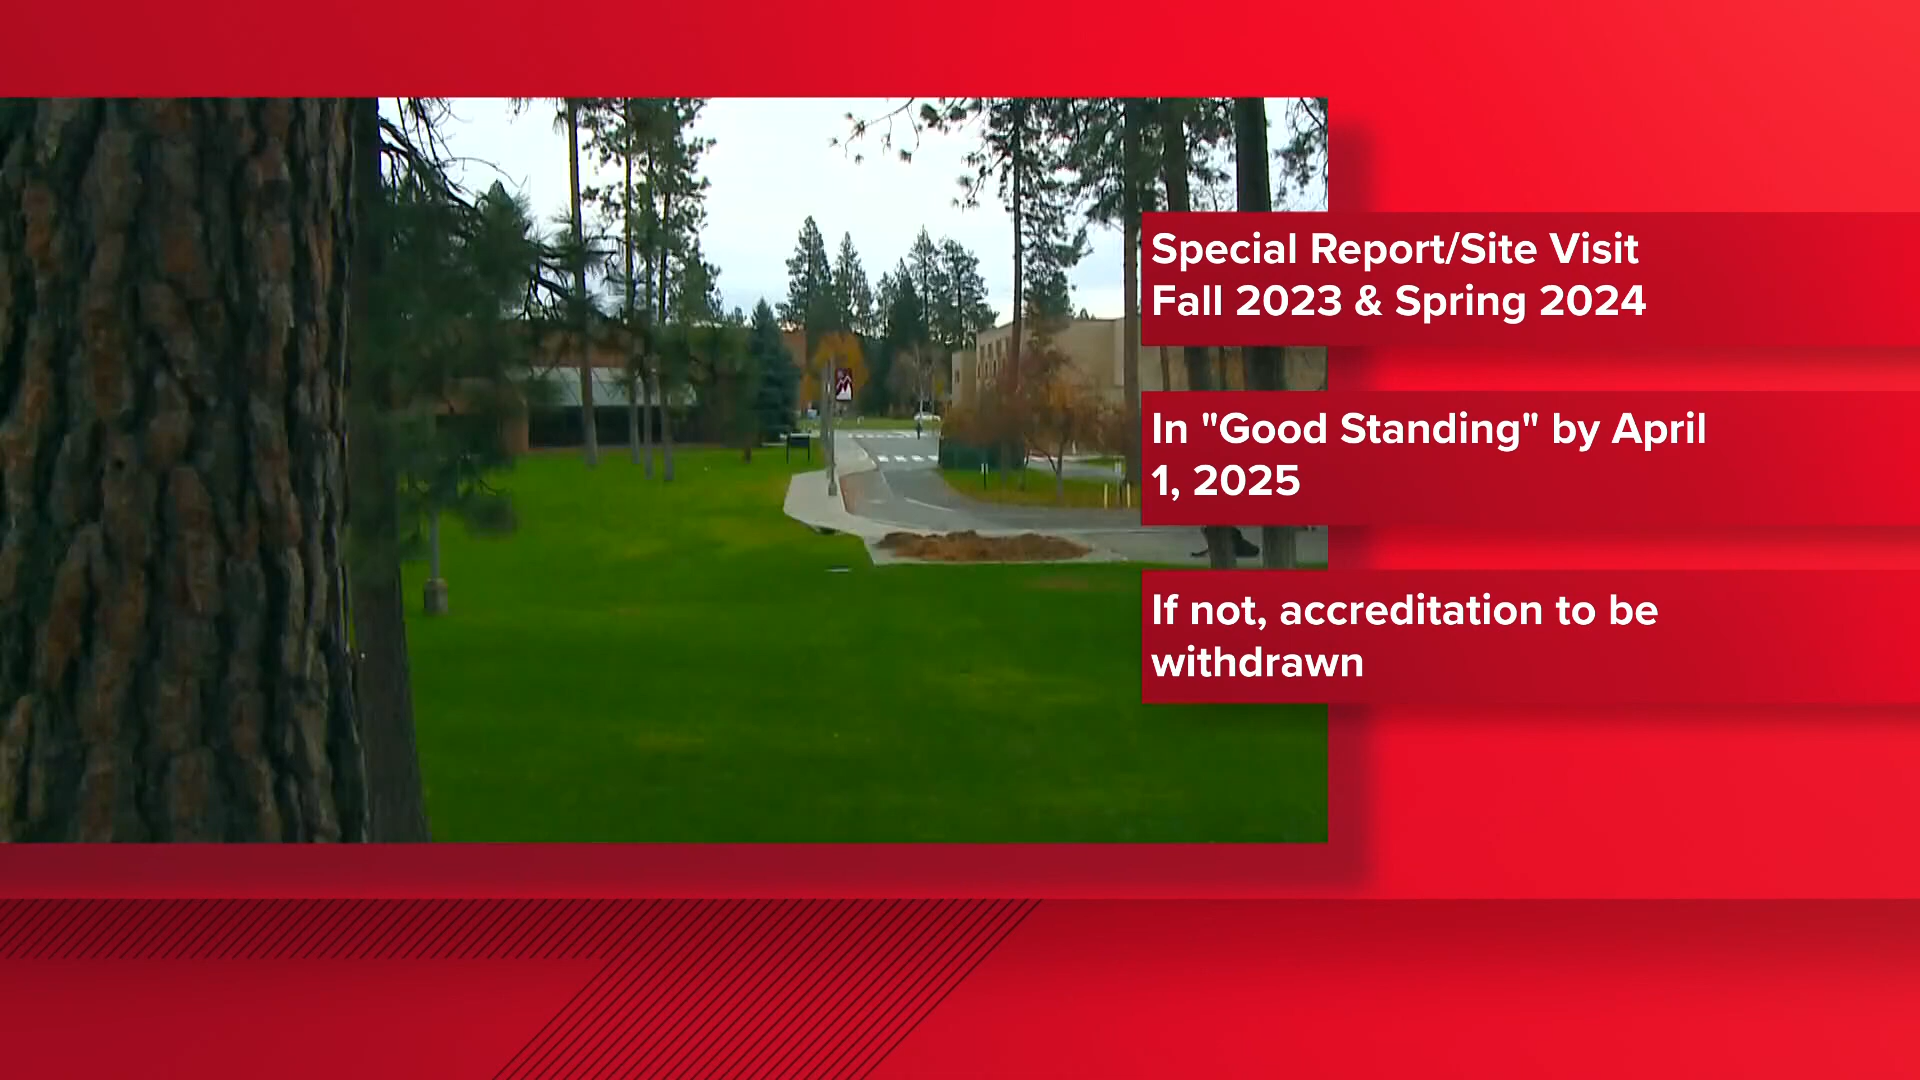 Special Report/Site Visit
Fall 2023 & Spring 2024
In "Good Standing" by April
1, 2025
If not, accreditation to be
withdrawn